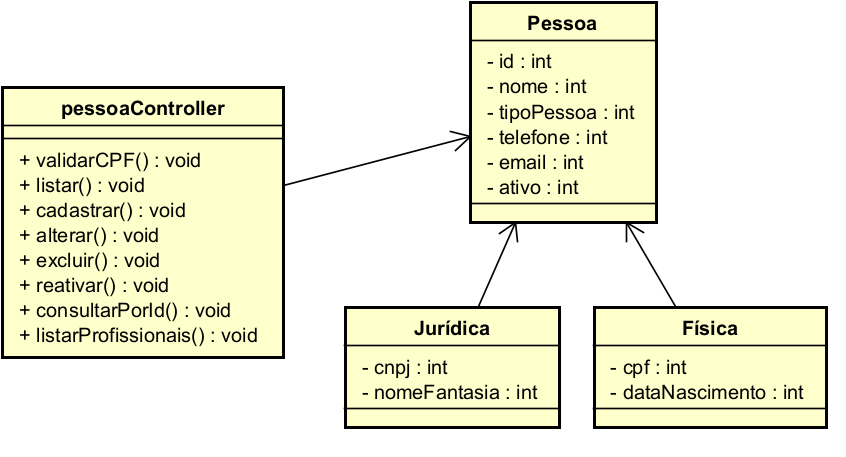 Pessoa
- id : int
- nome : int
- tipoPessoa : int
- telefone : int
- email : int
- ativo : int
pessoaController
+ validarCPF() : void
+ listar() : void
+ cadastrar() : void
+ alterar() : void
+ excluir() : void
+ reativar() : void
+ consultarPorId() : void
+ listarProfissionais() : void
Jurídica
- cnpj : int
- nomeFantasia : int
Física
- cpf : int
- dataNascimento : int